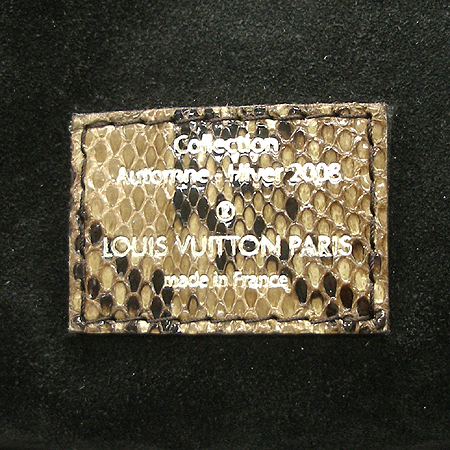 Collection
Automne - Hiver 2008
®
LOUIS VUITTON PARIS
made in France